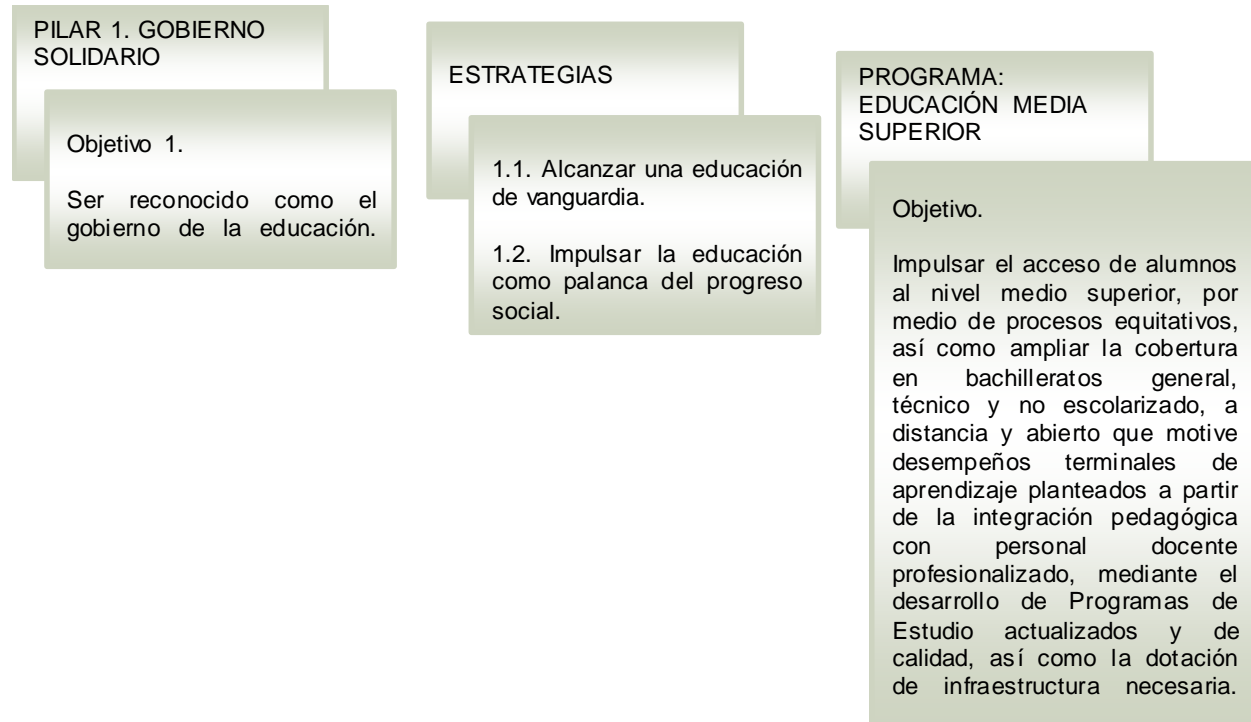 PILAR 1. GOBIERNO
SOLIDARIO
Objetivo 1.
Ser reconocido como el
gobierno de la educación.
ESTRATEGIAS
1.1. Alcanzar una educación
de vanguardia.
1.2. Impulsar la educación
como palanca del progreso
social.
PROGRAMA:
EDUCACIÓN MEDIA
SUPERIOR
Objetivo.
Impulsar el acceso de alumnos
al nivel medio superior, por
medio de procesos equitativos,
así como ampliar la cobertura
en bachilleratos general,
técnico y no escolarizado, a
distancia y abierto que motive
desempeños terminales de
aprendizaje planteados a partir
de la integración pedagógica
con personal docente
profesionalizado, mediante el
desarrollo de Programas de
Estudio actualizados y de
calidad, así como la dotación
de infraestructura necesaria.